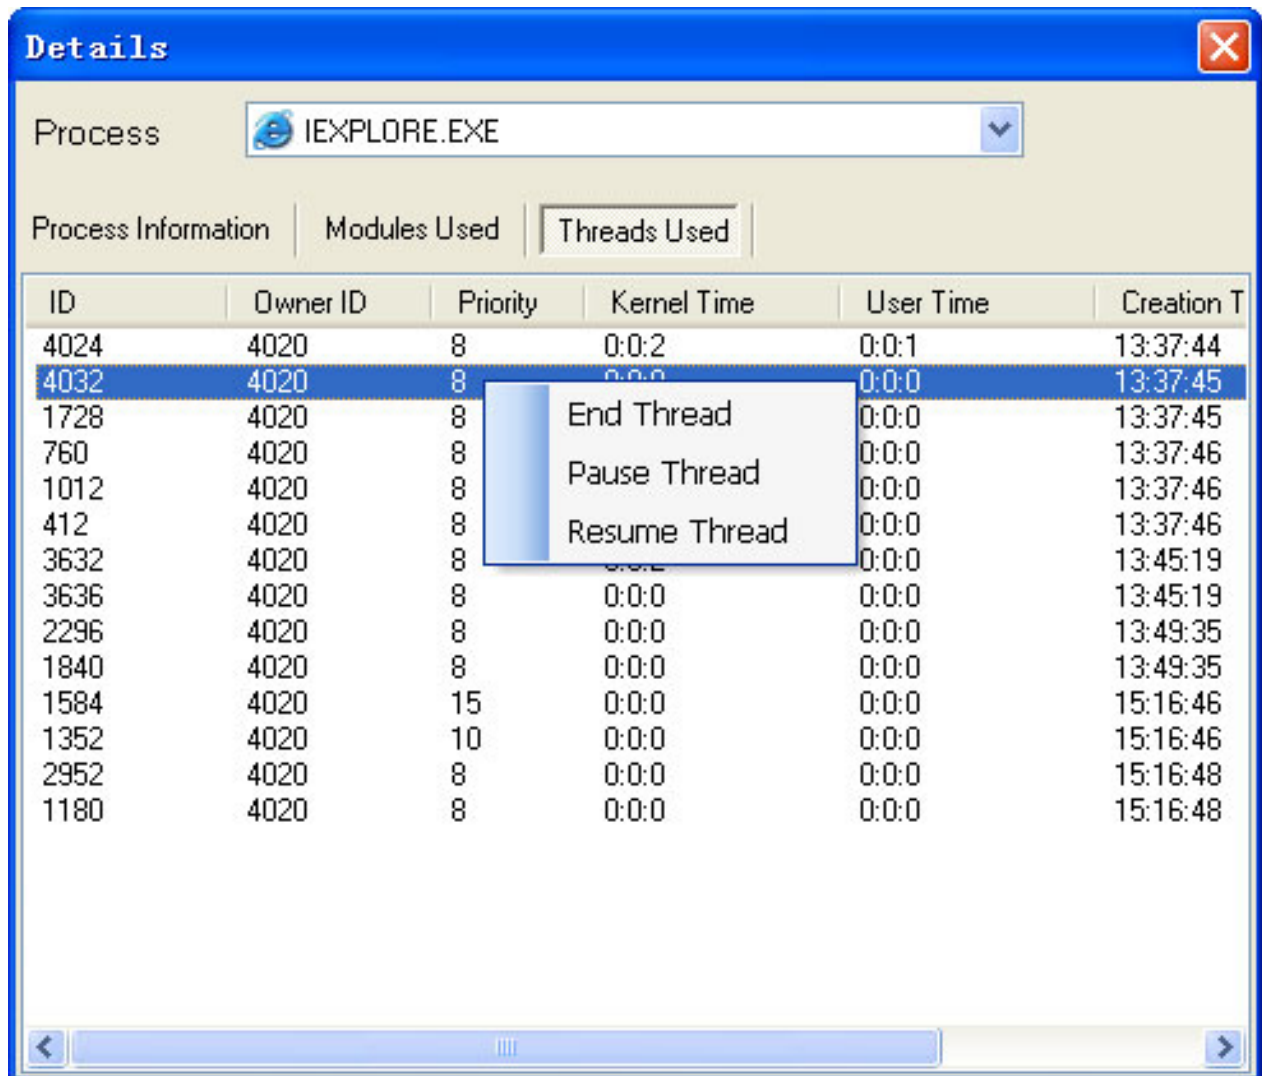 Details
Process IEXPLORE.EXE
Process Information Modules Used Threads Used
ID Owner ID Priority Kernel Time User Time Creation T
4024 4020 8 0:0:2 0:0:1 13:37:44
4032 4020 8 0:0:0 0:0:0 13:37:45
1728 4020 8 0:0:0 13:37:45
End Thread
760 4020 8 0:0:0 13:37:46
Pause Thread
1012 4020 8 0:0:0 13:37:46
412 4020 8 0:0:0 13:37:46
Resume Thread
3632 4020 8 0:0:0 13:45:19
3636 4020 8 0:0:0 0:0:0 13:45:19
2296 4020 8 0:0:0 0:0:0 13:49:35
1840 4020 8 0:0:0 0:0:0 13:49:35
1584 4020 15 0:0:0 0:0:0 15:16:46
1352 4020 10 0:0:0 0:0:0 15:16:46
2952 4020 8 0:0:0 0:0:0 15:16:48
1180 4020 8 0:0:0 0:0:0 15:16:48